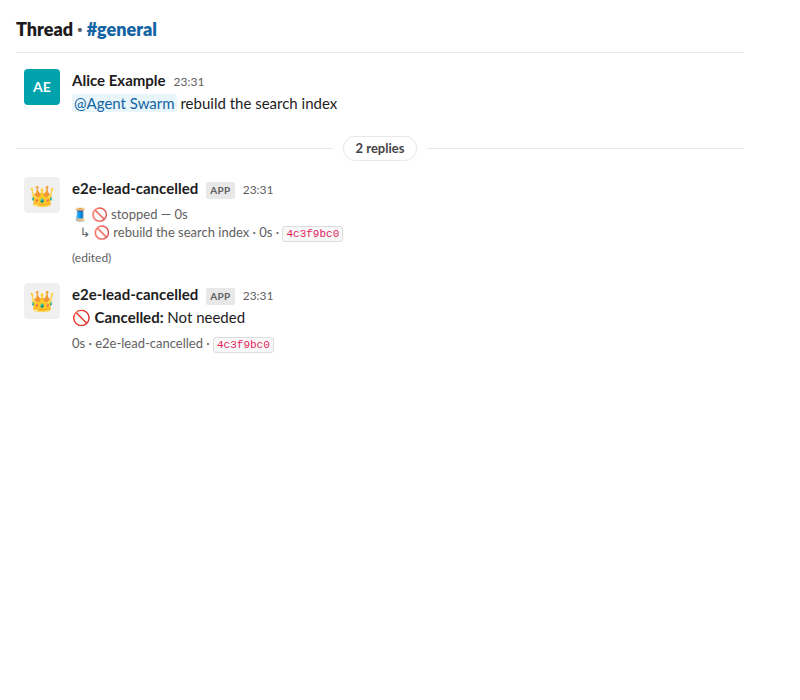 Thread • #general
AE
Alice Example 23:31
@Agent Swarm rebuild the search index
2 replies
e2e-lead-cancelled APP 23:31
🧵 🚫 stopped — 0s
↳ 🚫 rebuild the search index · 0s · 4c3f9bc0
(edited)
e2e-lead-cancelled APP 23:31
🚫 Cancelled: Not needed
0s · e2e-lead-cancelled · 4c3f9bc0